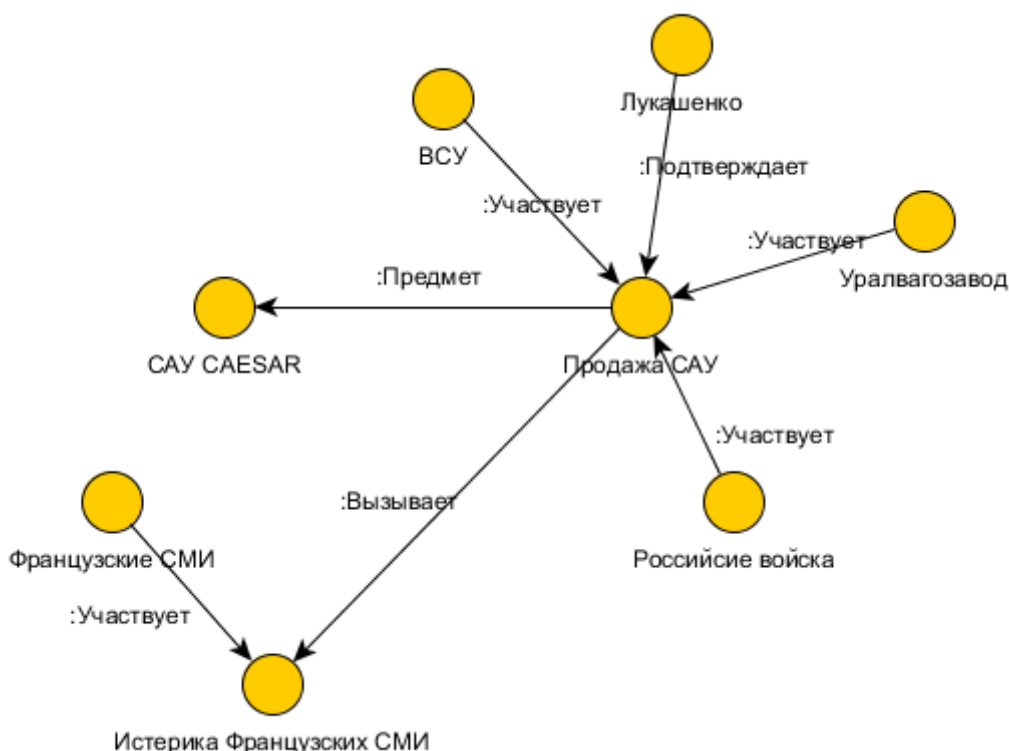 Лукашенко
ВСУ
:Подтверждает
:Участвует
:Участвует
:Предмет
Уралвагозавод
САУ CAESAR
Продажа САУ
:Участвует
:Вызывает
Французские СМИ
Российсие войска
:Участвует
Истерика Французских СМИ